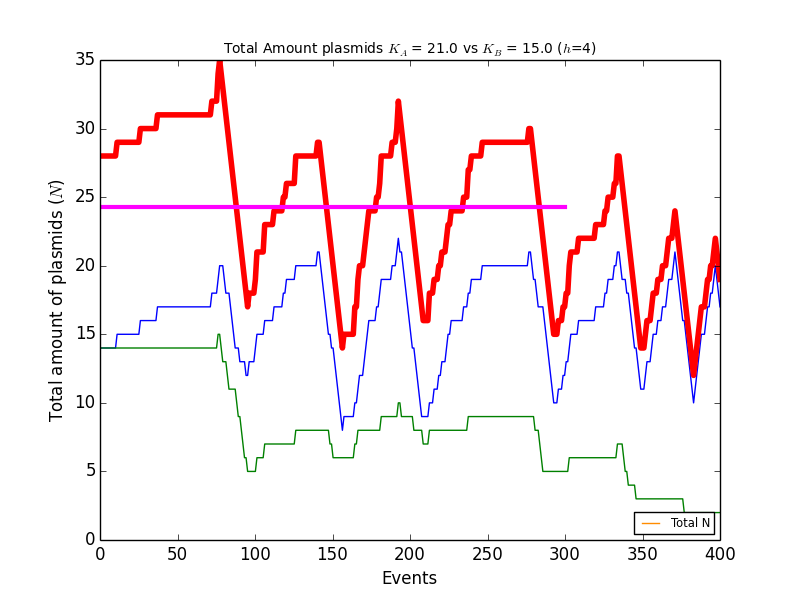 Total Amount plasmids K_A = 21.0 vs K_B = 15.0 (h=4)
Total amount of plasmids (N)
35
30
25
20
15
10
5
0
0 50 100 150 200 250 300 350 400
Events
Total N